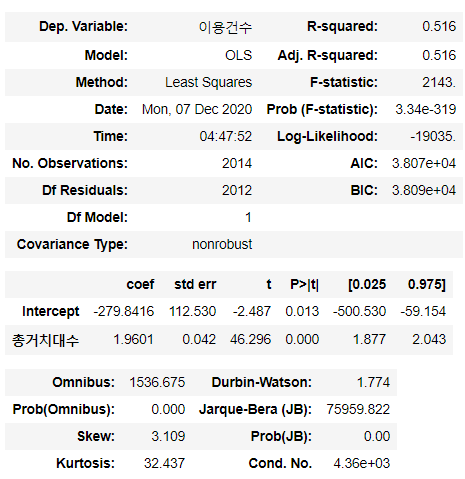 Dep. Variable: 이용건수 R-squared: 0.516
Model: OLS Adj. R-squared: 0.516
Method: Least Squares F-statistic: 2143.
Date: Mon, 07 Dec 2020 Prob (F-statistic): 3.34e-319
Time: 04:47:52 Log-Likelihood: -19035.
No. Observations: 2014 AIC: 3.807e+04
Df Residuals: 2012 BIC: 3.809e+04
Df Model: 1
Covariance Type: nonrobust
coef std err t P>|t| [0.025 0.975]
Intercept -279.8416 112.530 -2.487 0.013 -500.530 -59.154
총거치대수 1.9601 0.042 46.296 0.000 1.877 2.043
Omnibus: 1536.675 Durbin-Watson: 1.774
Prob(Omnibus): 0.000 Jarque-Bera (JB): 75959.822
Skew: 3.109 Prob(JB): 0.00
Kurtosis: 32.437 Cond. No. 4.36e+03